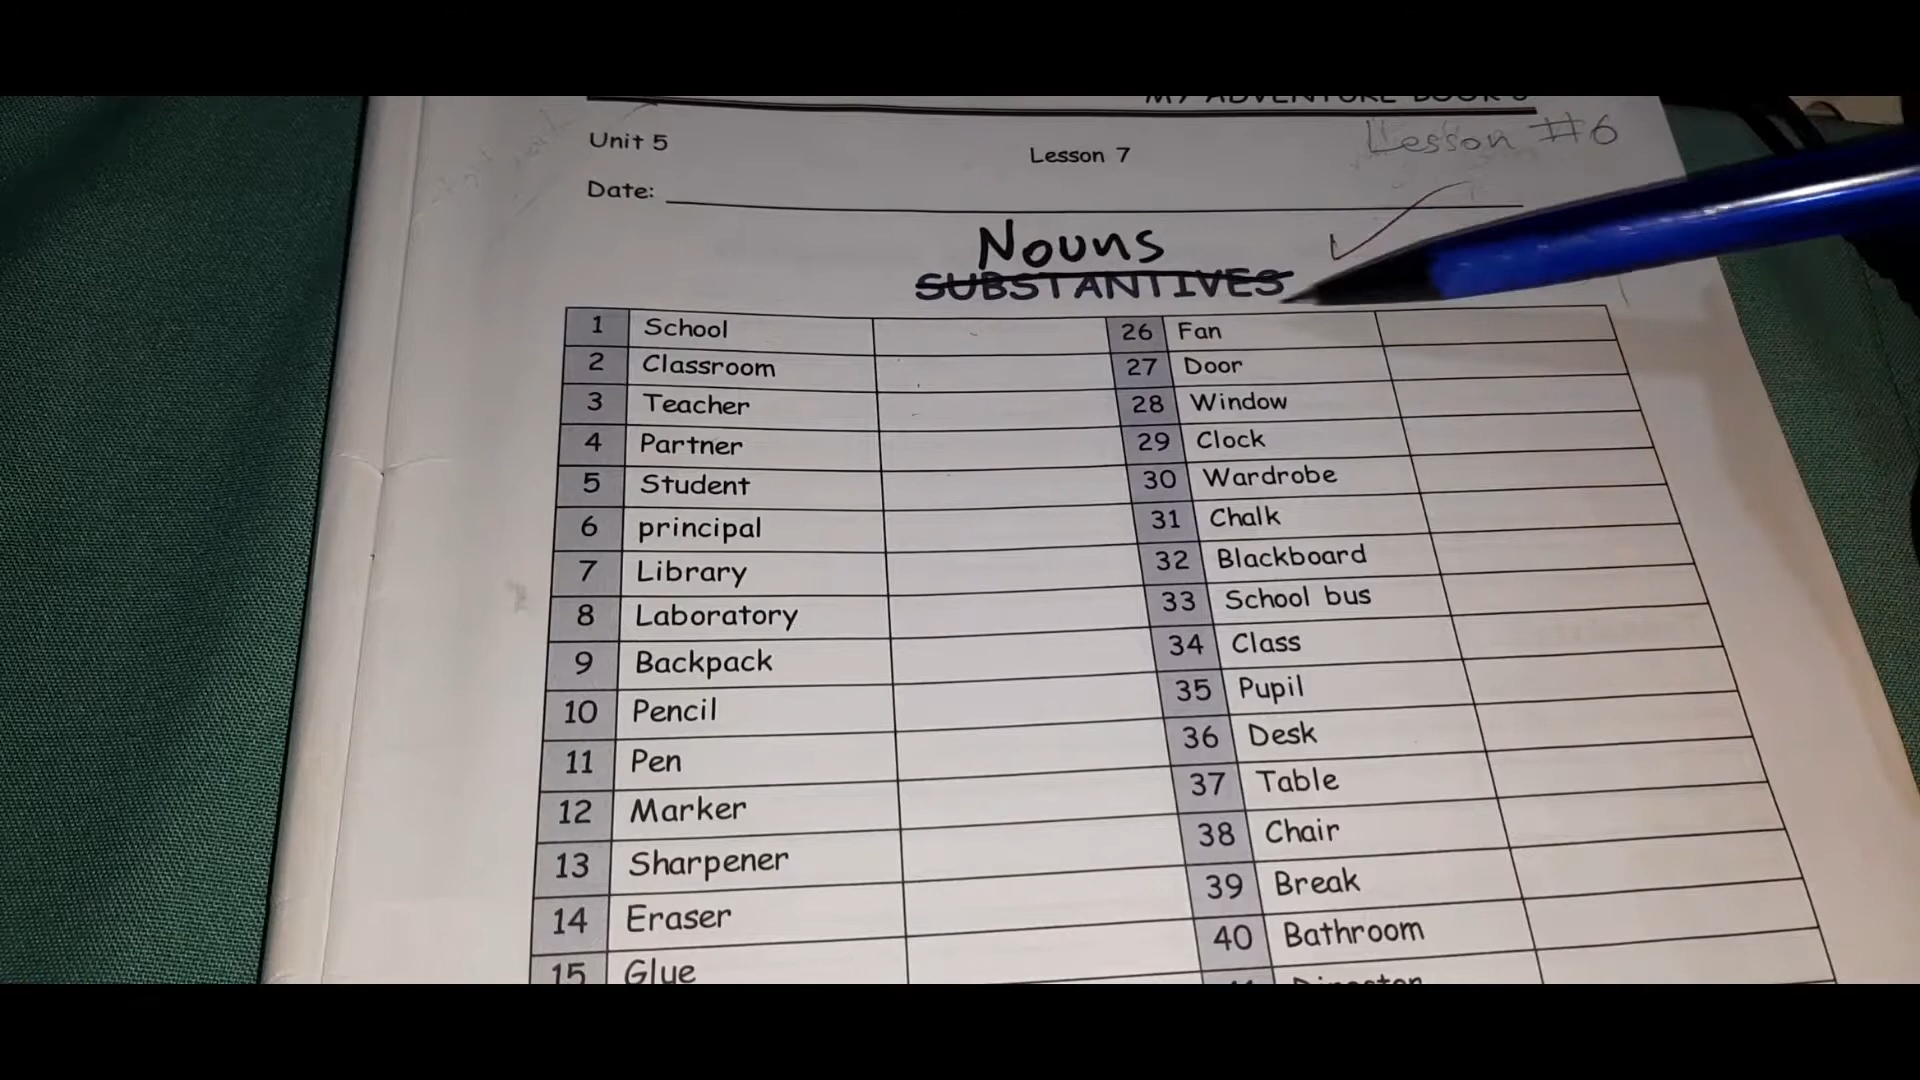 Unit 5
Lesson 7
Lesson #6
Date:
Nouns
SUBSTANTIVES
1 School 26 Fan
2 Classroom 27 Door
3 Teacher 28 Window
4 Partner 29 Clock
5 Student 30 Wardrobe
6 principal 31 Chalk
7 Library 32 Blackboard
8 Laboratory 33 School bus
9 Backpack 34 Class
10 Pencil 35 Pupil
11 Pen 36 Desk
12 Marker 37 Table
13 Sharpener 38 Chair
14 Eraser 39 Break
15 Glue 40 Bathroom